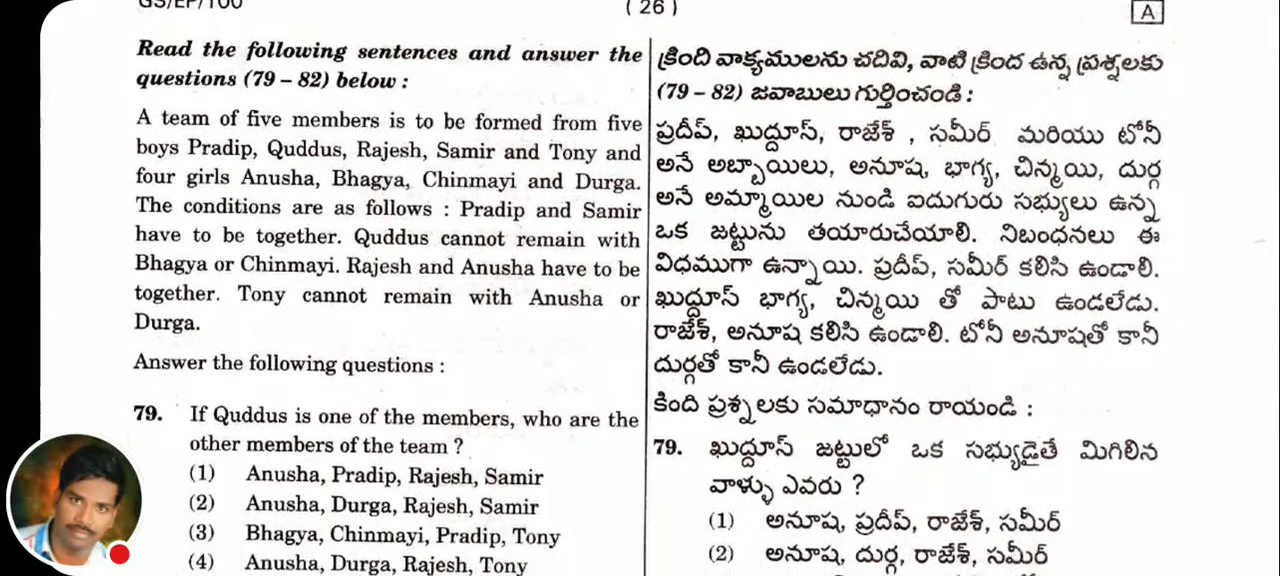 GS/EP/100
( 26 )
A
Read the following sentences and answer the
questions (79 – 82) below :
A team of five members is to be formed from five
boys Pradip, Quddus, Rajesh, Samir and Tony and
four girls Anusha, Bhagya, Chinmayi and Durga.
The conditions are as follows : Pradip and Samir
have to be together. Quddus cannot remain with
Bhagya or Chinmayi. Rajesh and Anusha have to be
together. Tony cannot remain with Anusha or
Durga.
Answer the following questions :
79. If Quddus is one of the members, who are the
other members of the team ?
(1) Anusha, Pradip, Rajesh, Samir
(2) Anusha, Durga, Rajesh, Samir
(3) Bhagya, Chinmayi, Pradip, Tony
(4) Anusha, Durga, Rajesh, Tony
క్రింది వాక్యములను చదివి, వాటి క్రింద ఉన్న ప్రశ్నలకు
(79 – 82) జవాబులు గుర్తించండి :
ప్రదీప్, ఖుద్దూస్, రాజేశ్ , సమీర్ మరియు టోనీ
అనే అబ్బాయిలు, అనూష, భాగ్య, చిన్మయి, దుర్గ
అనే అమ్మాయిల నుండి ఐదుగురు సభ్యులు ఉన్న
ఒక జట్టును తయారుచేయాలి. నిబంధనలు ఈ
విధముగా ఉన్నాయి. ప్రదీప్, సమీర్ కలిసి ఉండాలి.
ఖుద్దూస్ భాగ్య, చిన్మయి తో పాటు ఉండలేడు.
రాజేశ్, అనూష కలిసి ఉండాలి. టోనీ అనూషతో కానీ
దుర్గతో కానీ ఉండలేడు.
కింది ప్రశ్నలకు సమాధానం రాయండి :
79. ఖుద్దూస్ జట్టులో ఒక సభ్యుడైతే మిగిలిన
వాళ్ళు ఎవరు ?
(1) అనూష, ప్రదీప్, రాజేశ్, సమీర్
(2) అనూష, దుర్గ, రాజేశ్, సమీర్